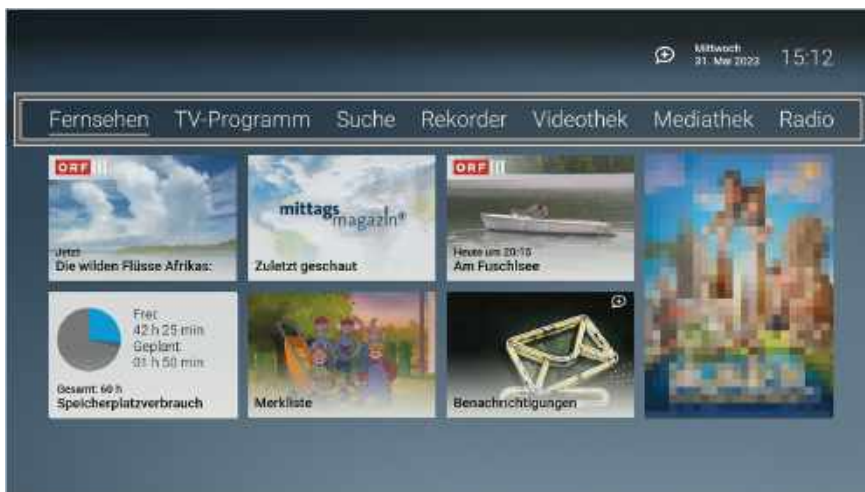 Mittwoch
31. Mai 2023
15:12
Fernsehen TV-Programm Suche Rekorder Videothek Mediathek Radio
ORF III
Jetzt
Die wilden Flüsse Afrikas:
mittags
magazin®
Zuletzt geschaut
ORF III
Heute um 20:15
Am Fuschlsee
Frei:
42 h 25 min
Geplant:
01 h 50 min
Gesamt: 60 h
Speicherplatzverbrauch
Merkliste
Benachrichtigungen